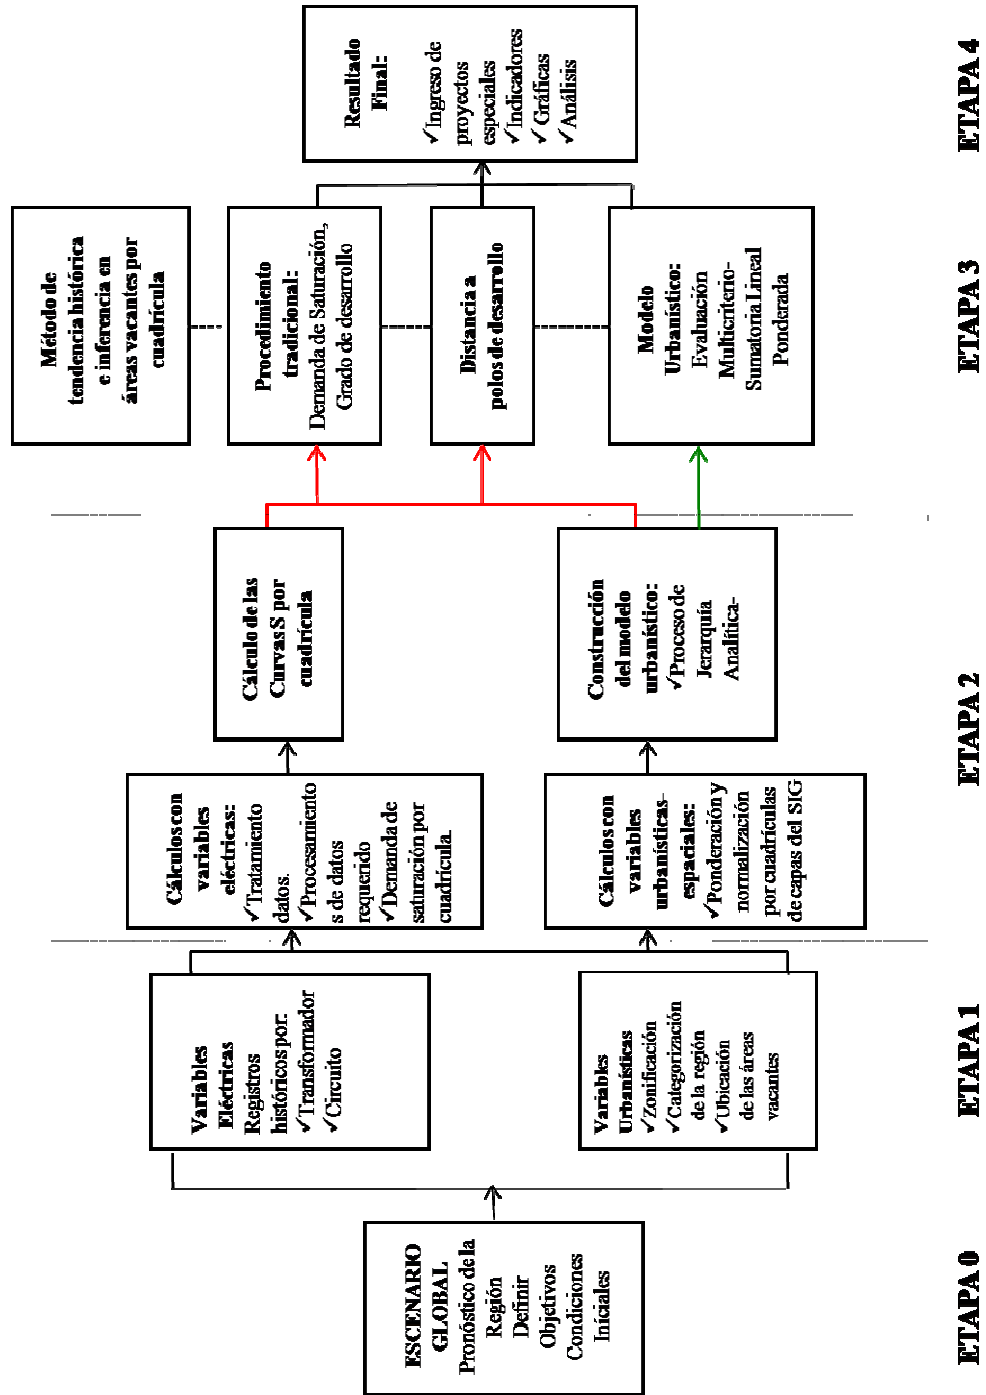 ESCENARIO
GLOBAL
Pronóstico de la
Región
Definir
Objetivos
Condiciones
Iniciales
Variables
Eléctricas
Registros
históricos por:
✓Transformador
✓Circuito
Variables
Urbanísticas
✓Zonificación
✓Categorización
de la región
✓Ubicación
de las áreas
vacantes
Cálculos con
variables
eléctricas:
✓Tratamiento
datos.
✓Procesamiento
s de datos
requerido
✓Demanda de
saturación por
cuadrícula.
Cálculos con
variables
urbanísticas-
espaciales:
✓Ponderación y
normalización
por cuadrículas
de capas del SIG
Cálculo de las
Curvas S por
cuadrícula
Construcción
del modelo
urbanístico:
✓Proceso de
Jerarquía
Analítica-
Método de
tendencia histórica
e inferencia en
áreas vacantes por
cuadrícula
Procedimiento
tradicional:
Demanda de Saturación,
Grado de desarrollo
Distancia a
polos de desarrollo
Modelo
Urbanístico:
Evaluación
Multicriterio-
Sumatoria Lineal
Ponderada
Resultado
Final:
✓Ingreso de
proyectos
especiales
✓Indicadores
✓Gráficas
✓Análisis
ETAPA 0
ETAPA 1
ETAPA 2
ETAPA 3
ETAPA 4